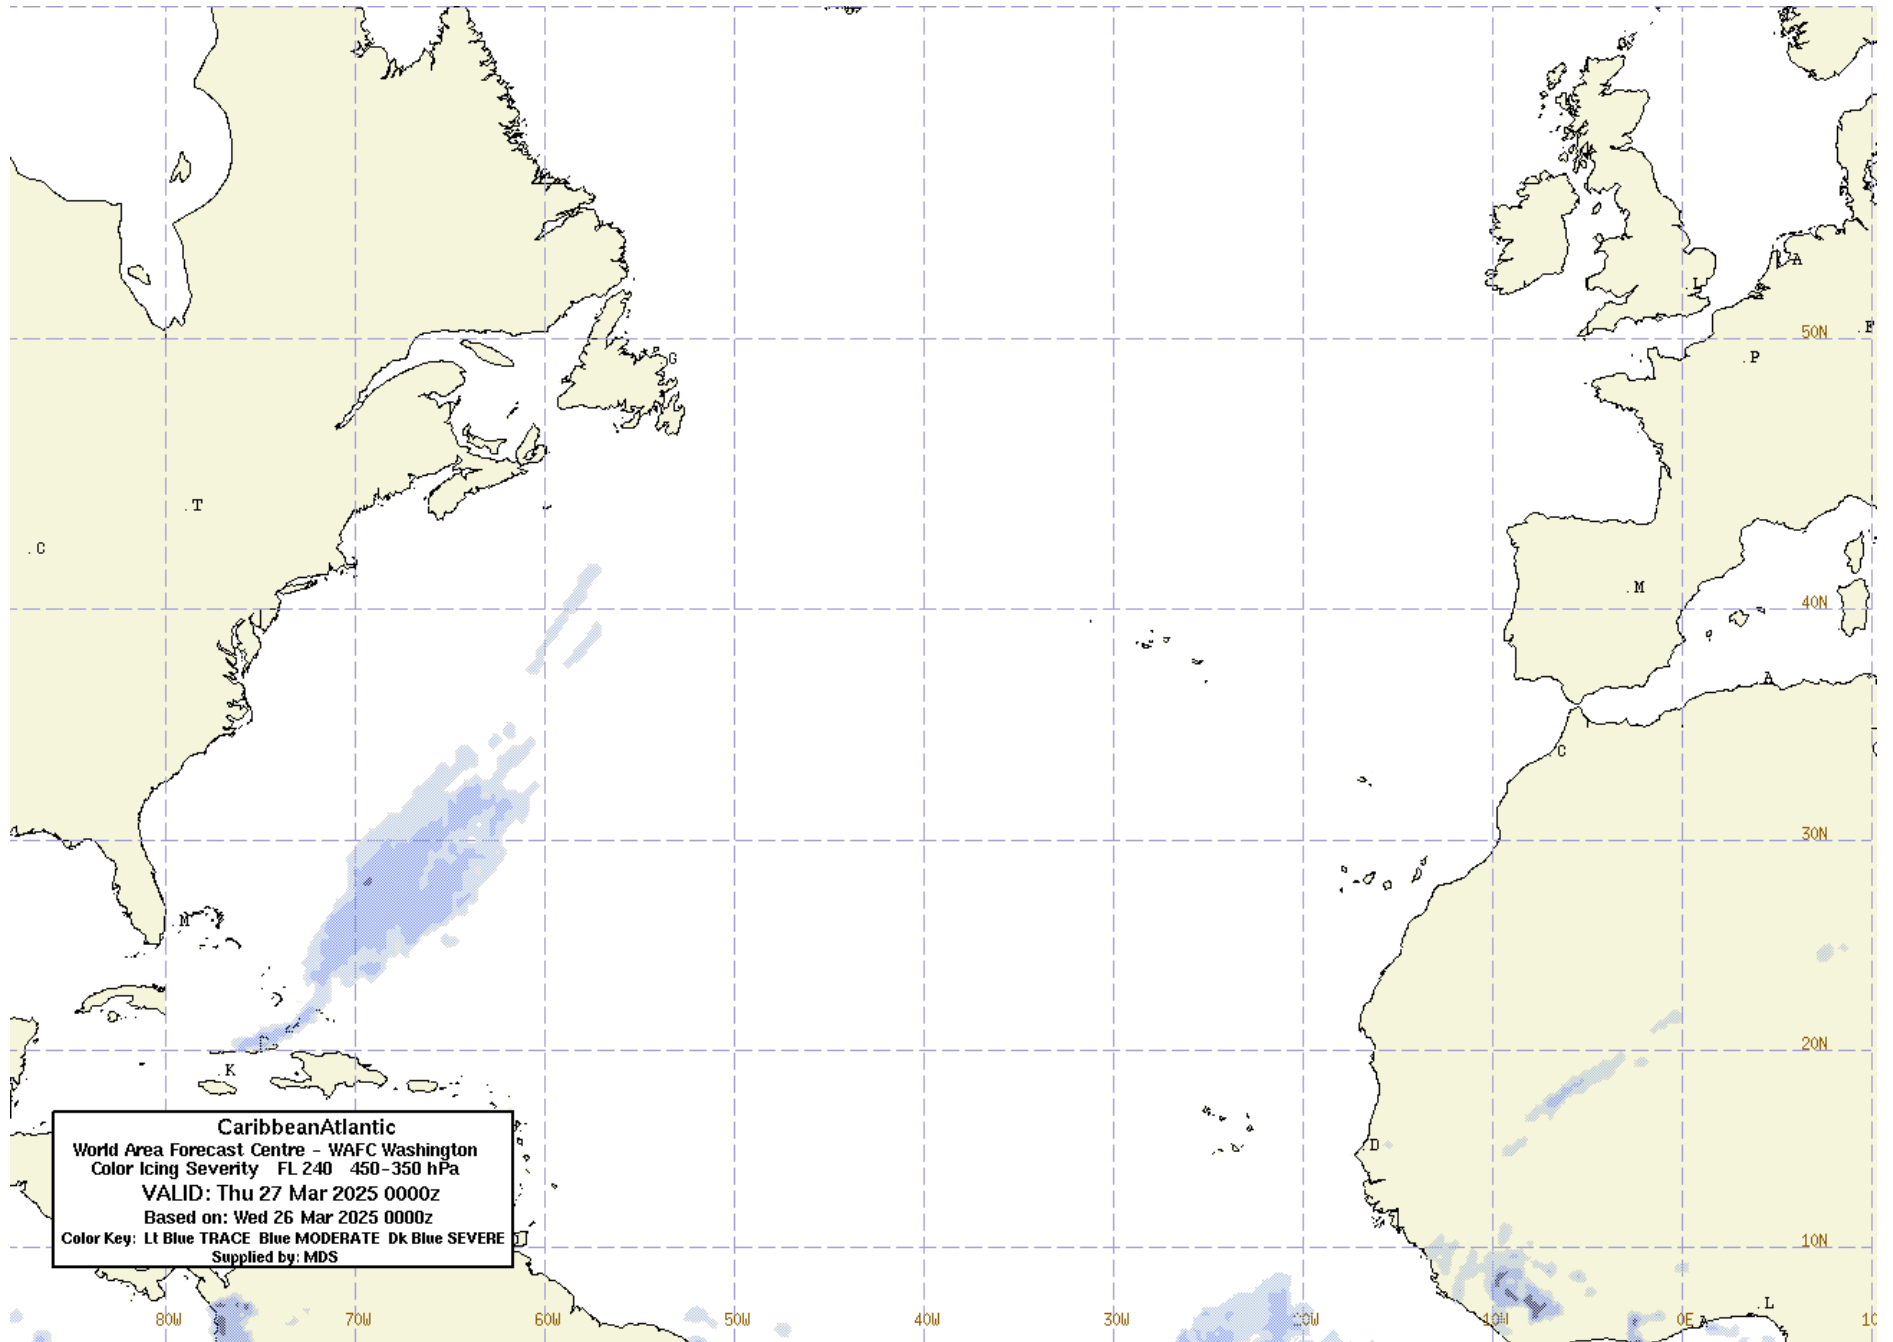 L
A
50N
F
P
G
T
C
M
40N
A
C
30N
M
20N
K
D
CaribbeanAtlantic
World Area Forecast Centre - WAFC Washington
Color Icing Severity FL 240 450-350 hPa
VALID: Thu 27 Mar 2025 0000z
Based on: Wed 26 Mar 2025 0000z
Color Key: Lt Blue TRACE Blue MODERATE Dk Blue SEVERE
Supplied by: MDS
10N
L
80W 70W 60W 50W 40W 30W 20W 10W 0E A 10